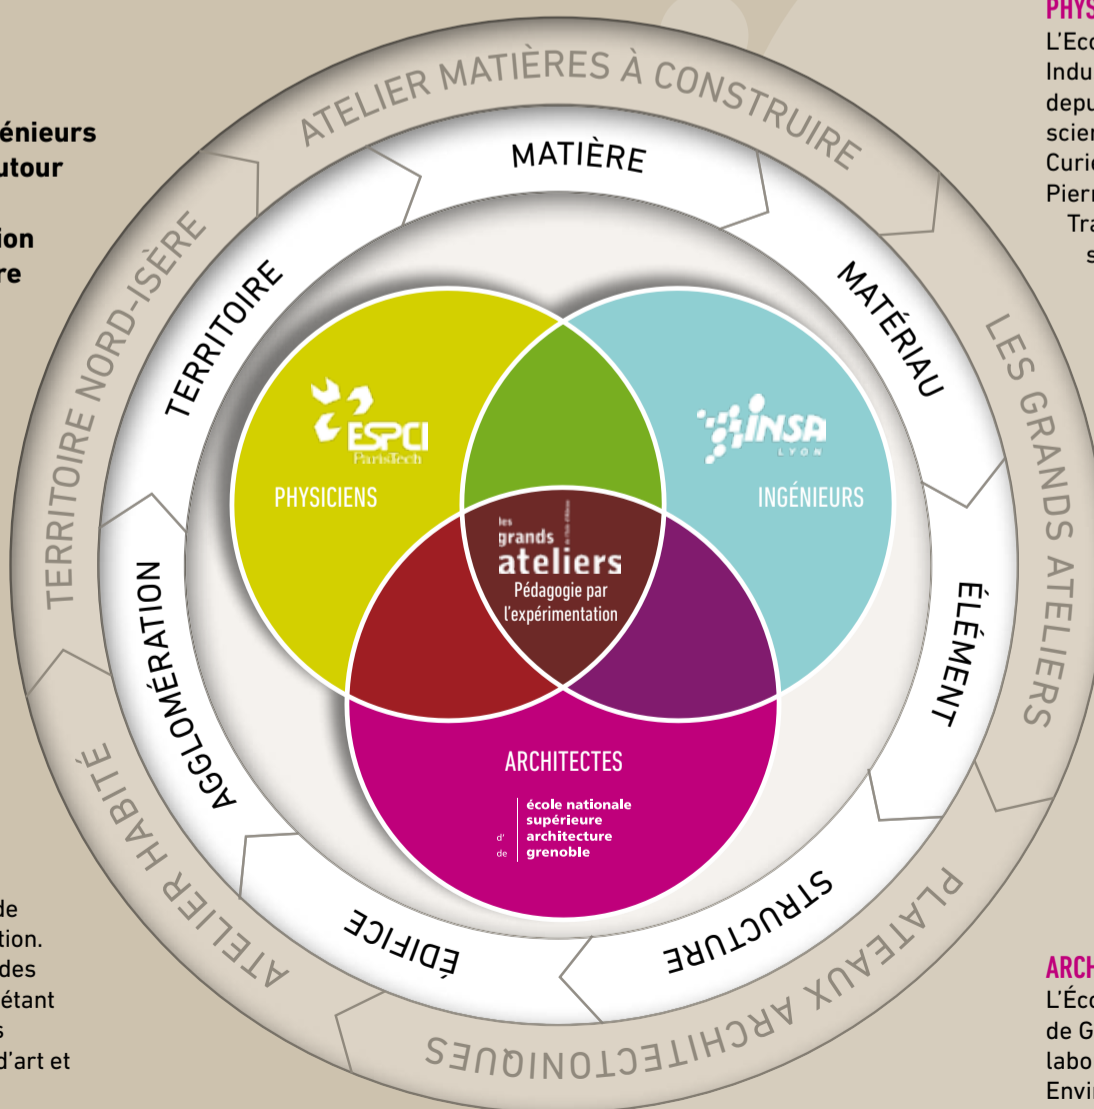 énieurs
utour
ion
re
de
tion.
des
étant
s
d'art et
ATELIER MATIÈRES À CONSTRUIRE
LES GRANDS ATELIERS
PLATEAUX ARCHITECTONIQUES
ATELIER HABITÉ
TERRITOIRE NORD-ISÈRE
MATIÈRE
MATÉRIAU
ÉLÉMENT
STRUCTURE
ÉDIFICE
AGGLOMÉRATION
TERRITOIRE
ESPCI
ParisTech
PHYSICIENS
INSA
LYON
INGÉNIEURS
les
grands
ateliers
Pédagogie par
l'expérimentation
ARCHITECTES
école nationale
supérieure
d' architecture
de grenoble
PHYS
L'Eco
Indu
depu
scien
Curie
Pierr
Tra
s
ARCH
L'Éco
de G
labo
Envir